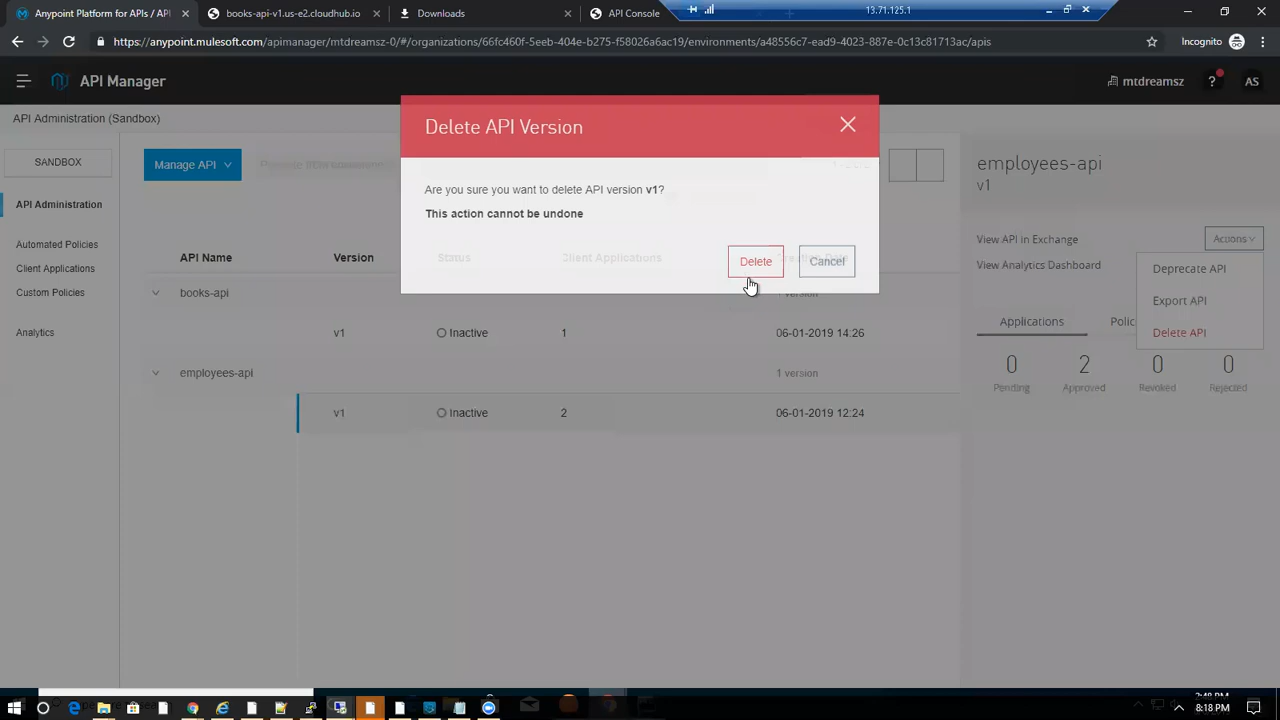 Anypoint Platform for APIs / API
books-api-v1.us-e2.cloudhub.io
Downloads
API Console
13.71.125.1
https://anypoint.mulesoft.com/apimanager/mtdreamsz-0/#/organizations/66fc460f-5eeb-404e-b275-f58026a6ac19/environments/a48556c7-ead9-4023-887e-0c13c81713ac/apis
Incognito
API Manager
mtdreamsz
?
AS
API Administration (Sandbox)
SANDBOX
API Administration
Automated Policies
Client Applications
Custom Policies
Analytics
Manage API
Delete API Version
Are you sure you want to delete API version v1?
This action cannot be undone
Delete
Cancel
API Name
Version
Status
Client Applications
Creation Date
books-api
1 version
v1
Inactive
1
06-01-2019 14:26
employees-api
1 version
v1
Inactive
2
06-01-2019 12:24
employees-api
v1
View API in Exchange
Actions
View Analytics Dashboard
Deprecate API
Export API
Delete API
Applications
0
Pending
2
Approved
0
Revoked
0
Rejected
8:18 PM